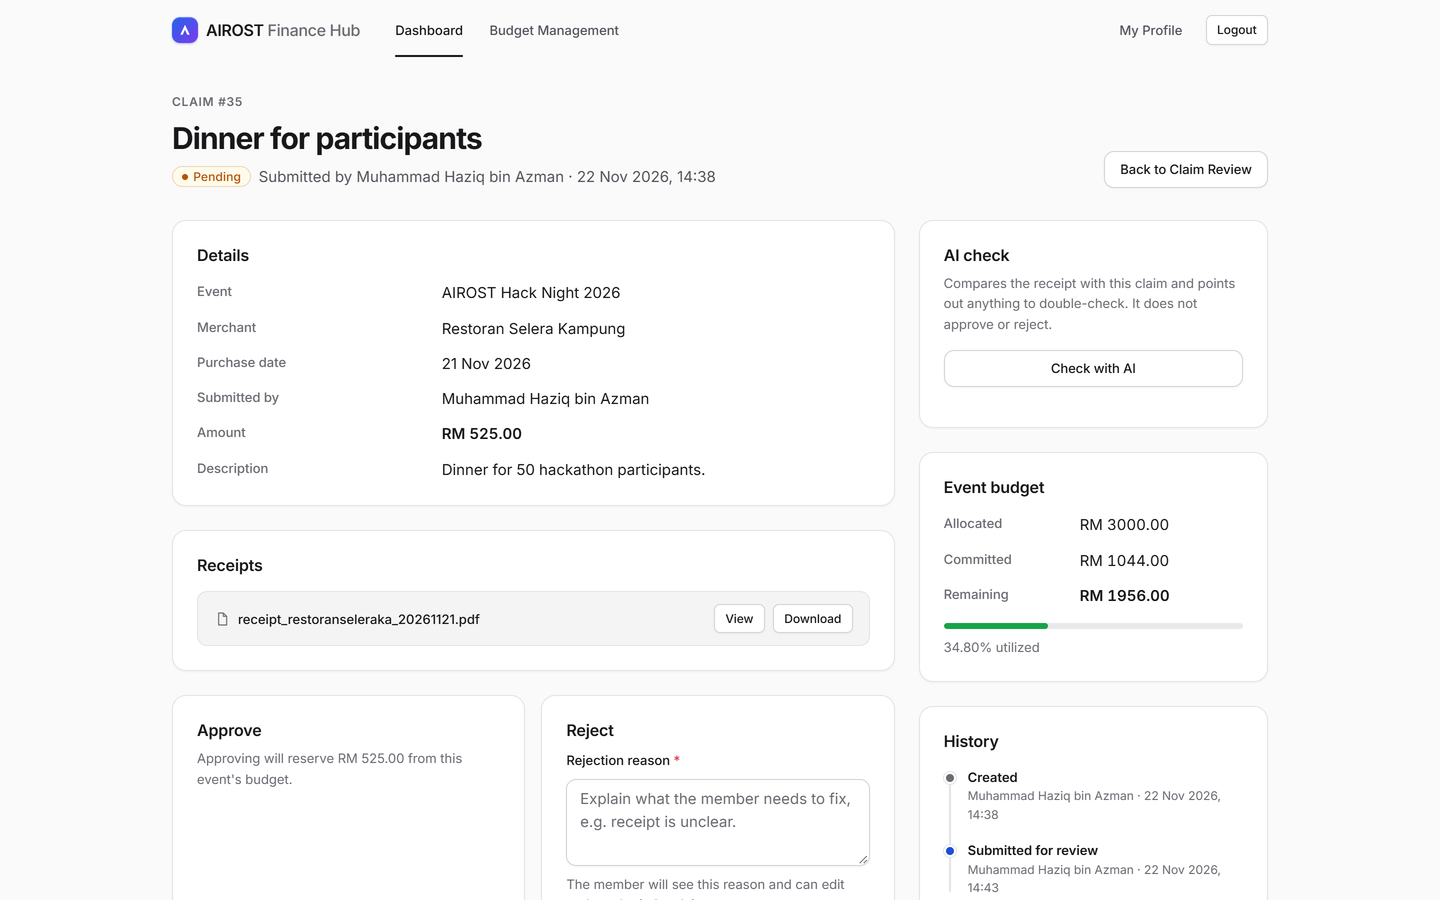 AIROST Finance Hub
Dashboard
Budget Management
My Profile
Logout
CLAIM #35
Dinner for participants
Pending
Submitted by Muhammad Haziq bin Azman · 22 Nov 2026, 14:38
Back to Claim Review
Details
Event
AIROST Hack Night 2026
Merchant
Restoran Selera Kampung
Purchase date
21 Nov 2026
Submitted by
Muhammad Haziq bin Azman
Amount
RM 525.00
Description
Dinner for 50 hackathon participants.
Receipts
receipt_restoranseleraka_20261121.pdf
View
Download
Approve
Approving will reserve RM 525.00 from this
event's budget.
Reject
Rejection reason *
Explain what the member needs to fix,
e.g. receipt is unclear.
The member will see this reason and can edit
AI check
Compares the receipt with this claim and points
out anything to double-check. It does not
approve or reject.
Check with AI
Event budget
Allocated
RM 3000.00
Committed
RM 1044.00
Remaining
RM 1956.00
34.80% utilized
History
Created
Muhammad Haziq bin Azman · 22 Nov 2026,
14:38
Submitted for review
Muhammad Haziq bin Azman · 22 Nov 2026,
14:43